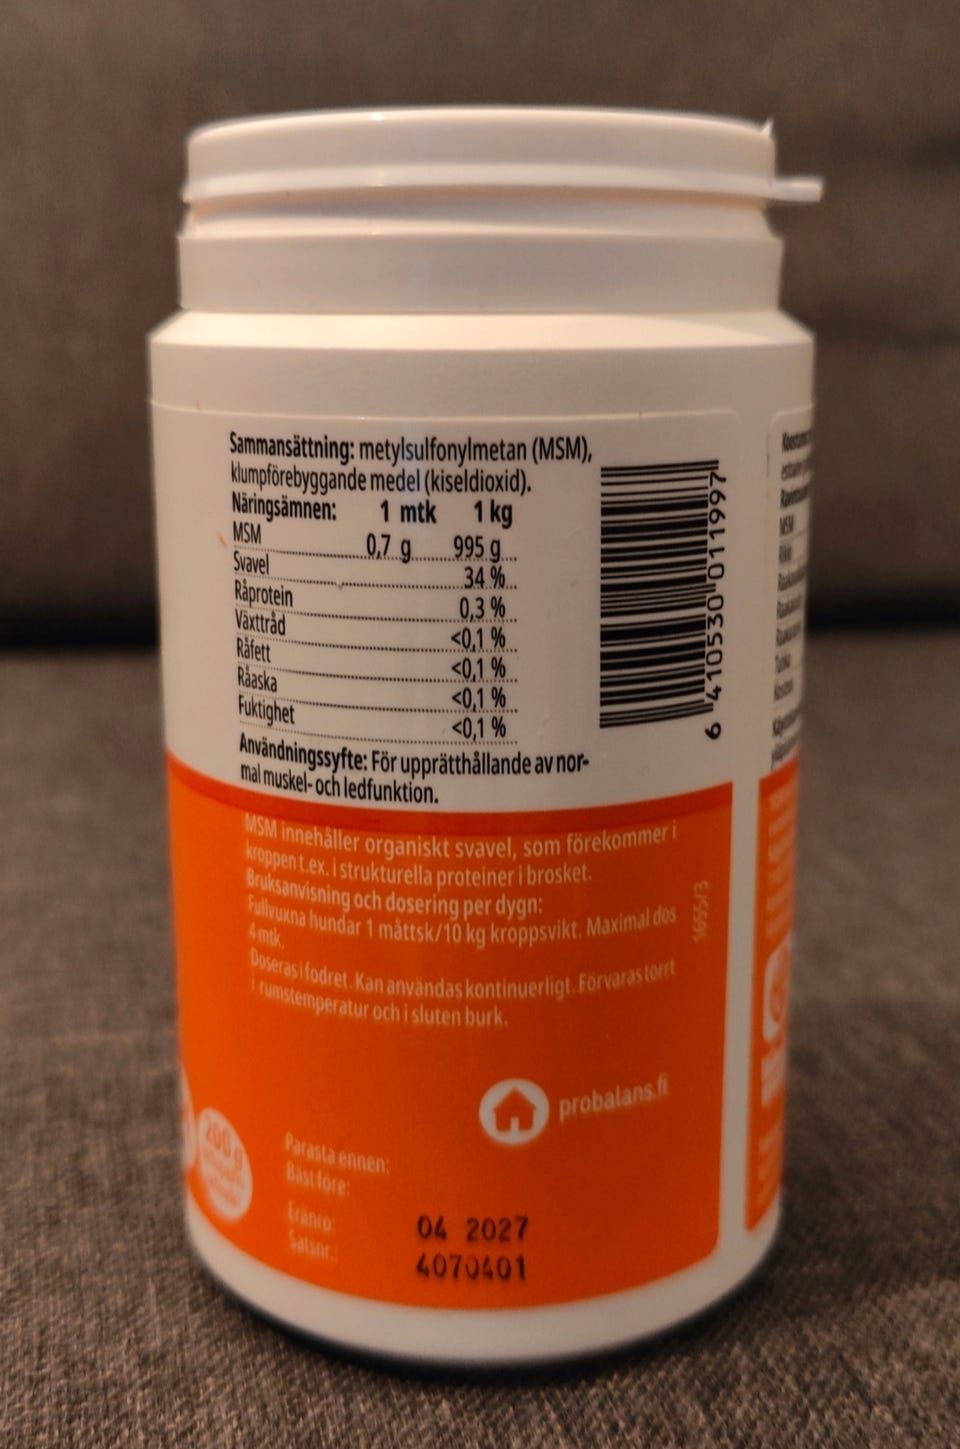 Sammansättning: metylsulfonylmetan (MSM),
klumpförebyggande medel (kiseldioxid).
Näringsämnen: 1 mtk 1 kg
MSM 0,7 g 995 g
Svavel 34 %
Råprotein 0,3 %
Växttråd <0,1 %
Råfett <0,1 %
Råaska <0,1 %
Fuktighet <0,1 %
Användningssyfte: För upprätthållande av nor-
mal muskel- och ledfunktion.
MSM innehåller organiskt svavel, som förekommer i
kroppen t.ex. i strukturella proteiner i brosket.
Bruksanvisning och dosering per dygn:
Fullvuxna hundar 1 måttsk/10 kg kroppsvikt. Maximal dos
4 mtk.
Doseras i fodret. Kan användas kontinuerligt. Förvaras torrt
i rumstemperatur och i sluten burk.
6 410530 011997
1655/3
probalans.fi
200 g
Parasta ennen:
Bäst före:
Eränro:
Satsnr.:
04 2027
4070401
MSM